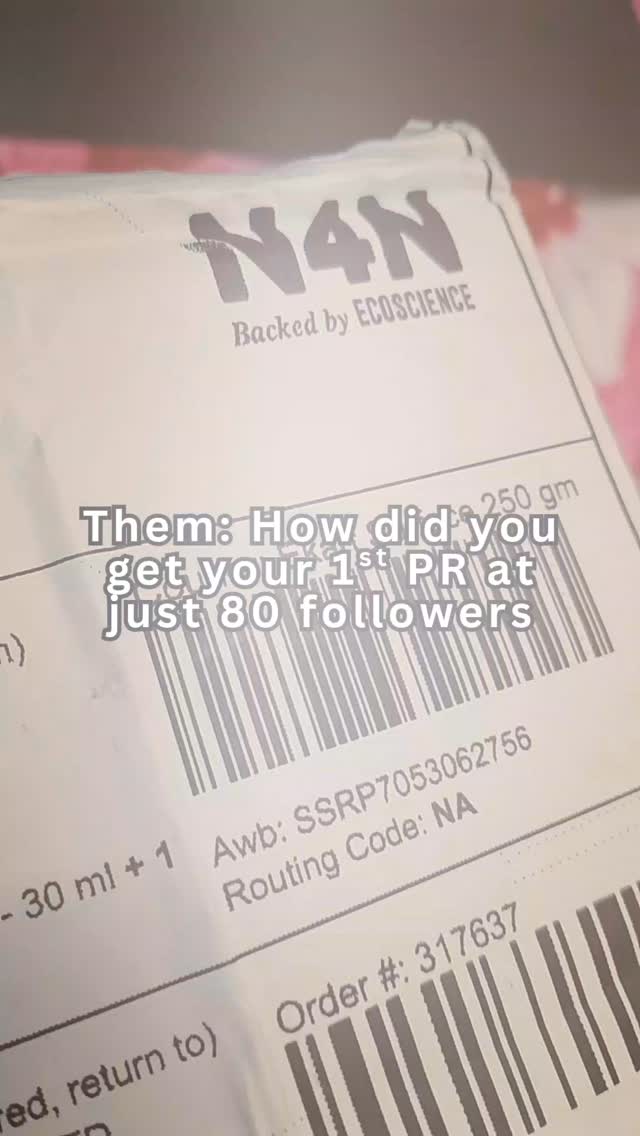 N4N
Backed by ECOSCIENCE
250 gm
Them: How did you
get your 1st PR at
just 80 followers
Awb: SSRP7053062756
Routing Code: NA
- 30 ml + 1
Order #: 317637
red, return to)